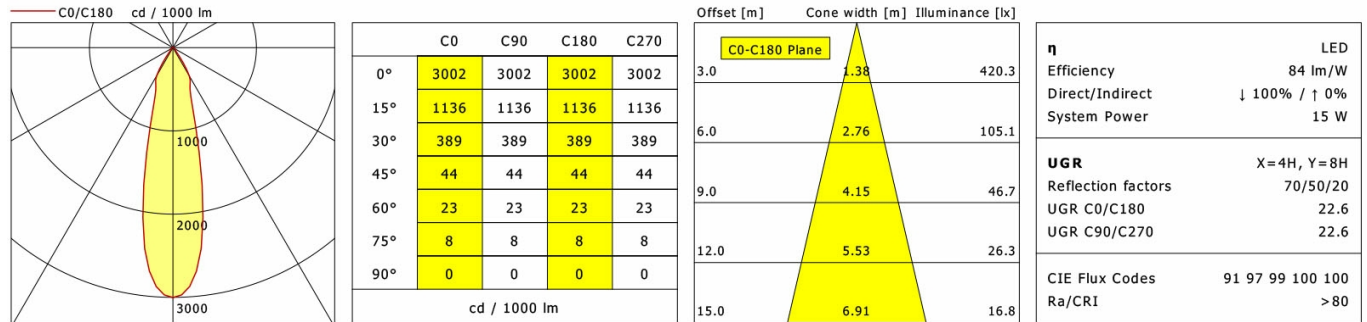 C0/C180 cd / 1000 lm
1000
2000
3000
C0 C90 C180 C270
0° 3002 3002 3002 3002
15° 1136 1136 1136 1136
30° 389 389 389 389
45° 44 44 44 44
60° 23 23 23 23
75° 8 8 8 8
90° 0 0 0 0
cd / 1000 lm
Offset [m] Cone width [m] Illuminance [lx]
C0-C180 Plane
3.0 1.38 420.3
6.0 2.76 105.1
9.0 4.15 46.7
12.0 5.53 26.3
15.0 6.91 16.8
η LED
Efficiency 84 lm/W
Direct/Indirect ↓ 100% / ↑ 0%
System Power 15 W
UGR X=4H, Y=8H
Reflection factors 70/50/20
UGR C0/C180 22.6
UGR C90/C270 22.6
CIE Flux Codes 91 97 99 100 100
Ra/CRI >80